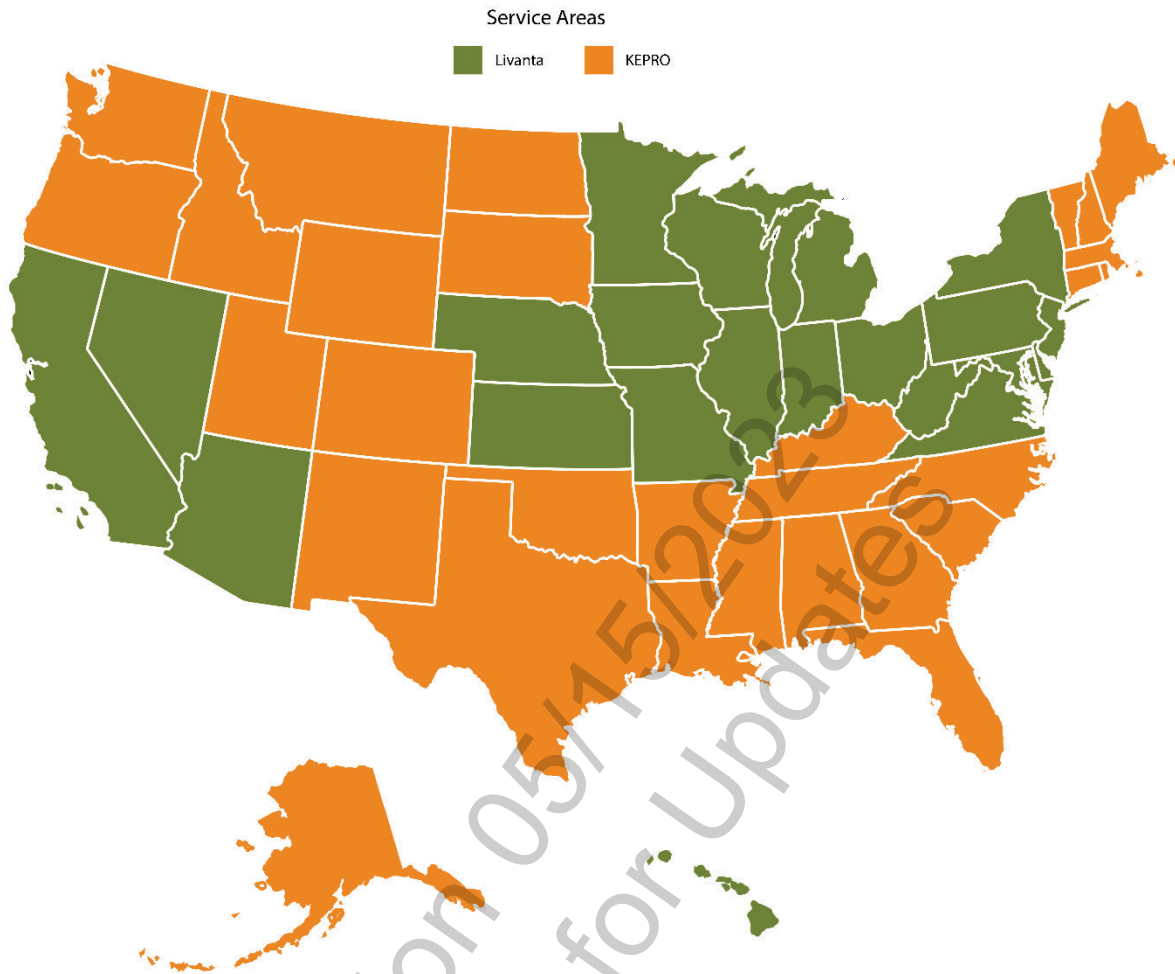 Service Areas
Livanta
KEPRO
on 05/15/2023
for Updates